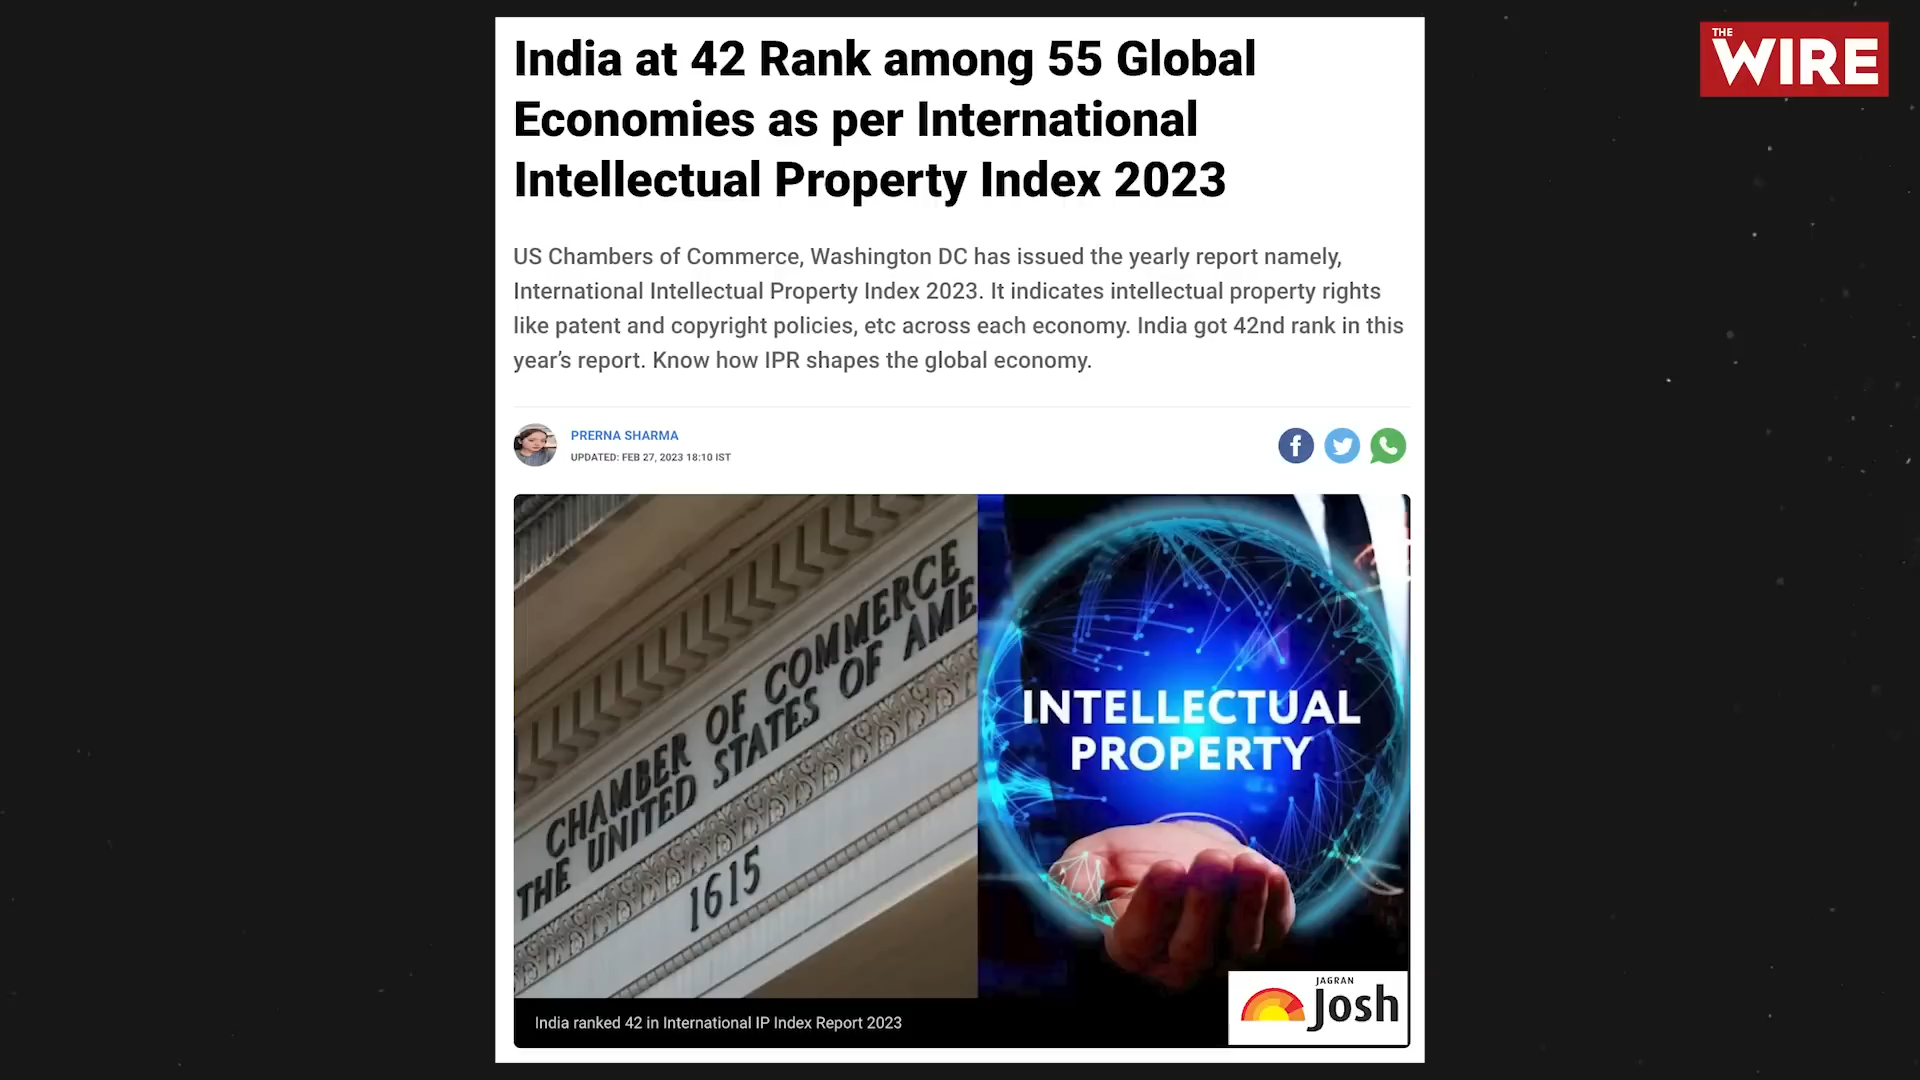 India at 42 Rank among 55 Global
Economies as per International
Intellectual Property Index 2023
THE
WIRE
US Chambers of Commerce, Washington DC has issued the yearly report namely,
International Intellectual Property Index 2023. It indicates intellectual property rights
like patent and copyright policies, etc across each economy. India got 42nd rank in this
year’s report. Know how IPR shapes the global economy.
PRERNA SHARMA
UPDATED: FEB 27, 2023 18:10 IST
CHAMBER OF COMMERCE
THE UNITED STATES OF AME
1615
INTELLECTUAL
PROPERTY
India ranked 42 in International IP Index Report 2023
JAGRAN
Josh